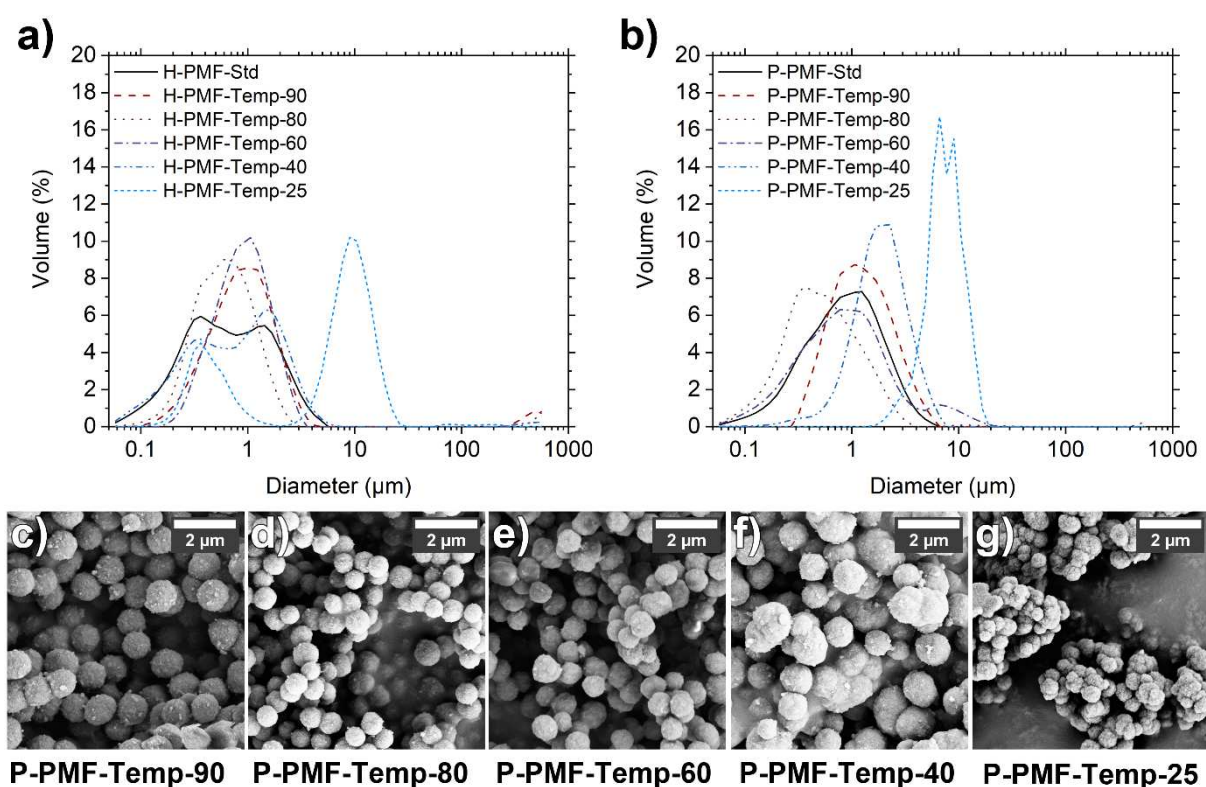 a)
20
18
16
14
12
10
8
6
4
2
0
Volume (%)
H-PMF-Std
H-PMF-Temp-90
H-PMF-Temp-80
H-PMF-Temp-60
H-PMF-Temp-40
H-PMF-Temp-25
0.1 1 10 100 1000
Diameter (µm)
b)
20
18
16
14
12
10
8
6
4
2
0
Volume (%)
P-PMF-Std
P-PMF-Temp-90
P-PMF-Temp-80
P-PMF-Temp-60
P-PMF-Temp-40
P-PMF-Temp-25
0.1 1 10 100 1000
Diameter (µm)
c)
2 µm
d)
2 µm
e)
2 µm
f)
2 µm
g)
2 µm
P-PMF-Temp-90 P-PMF-Temp-80 P-PMF-Temp-60 P-PMF-Temp-40 P-PMF-Temp-25